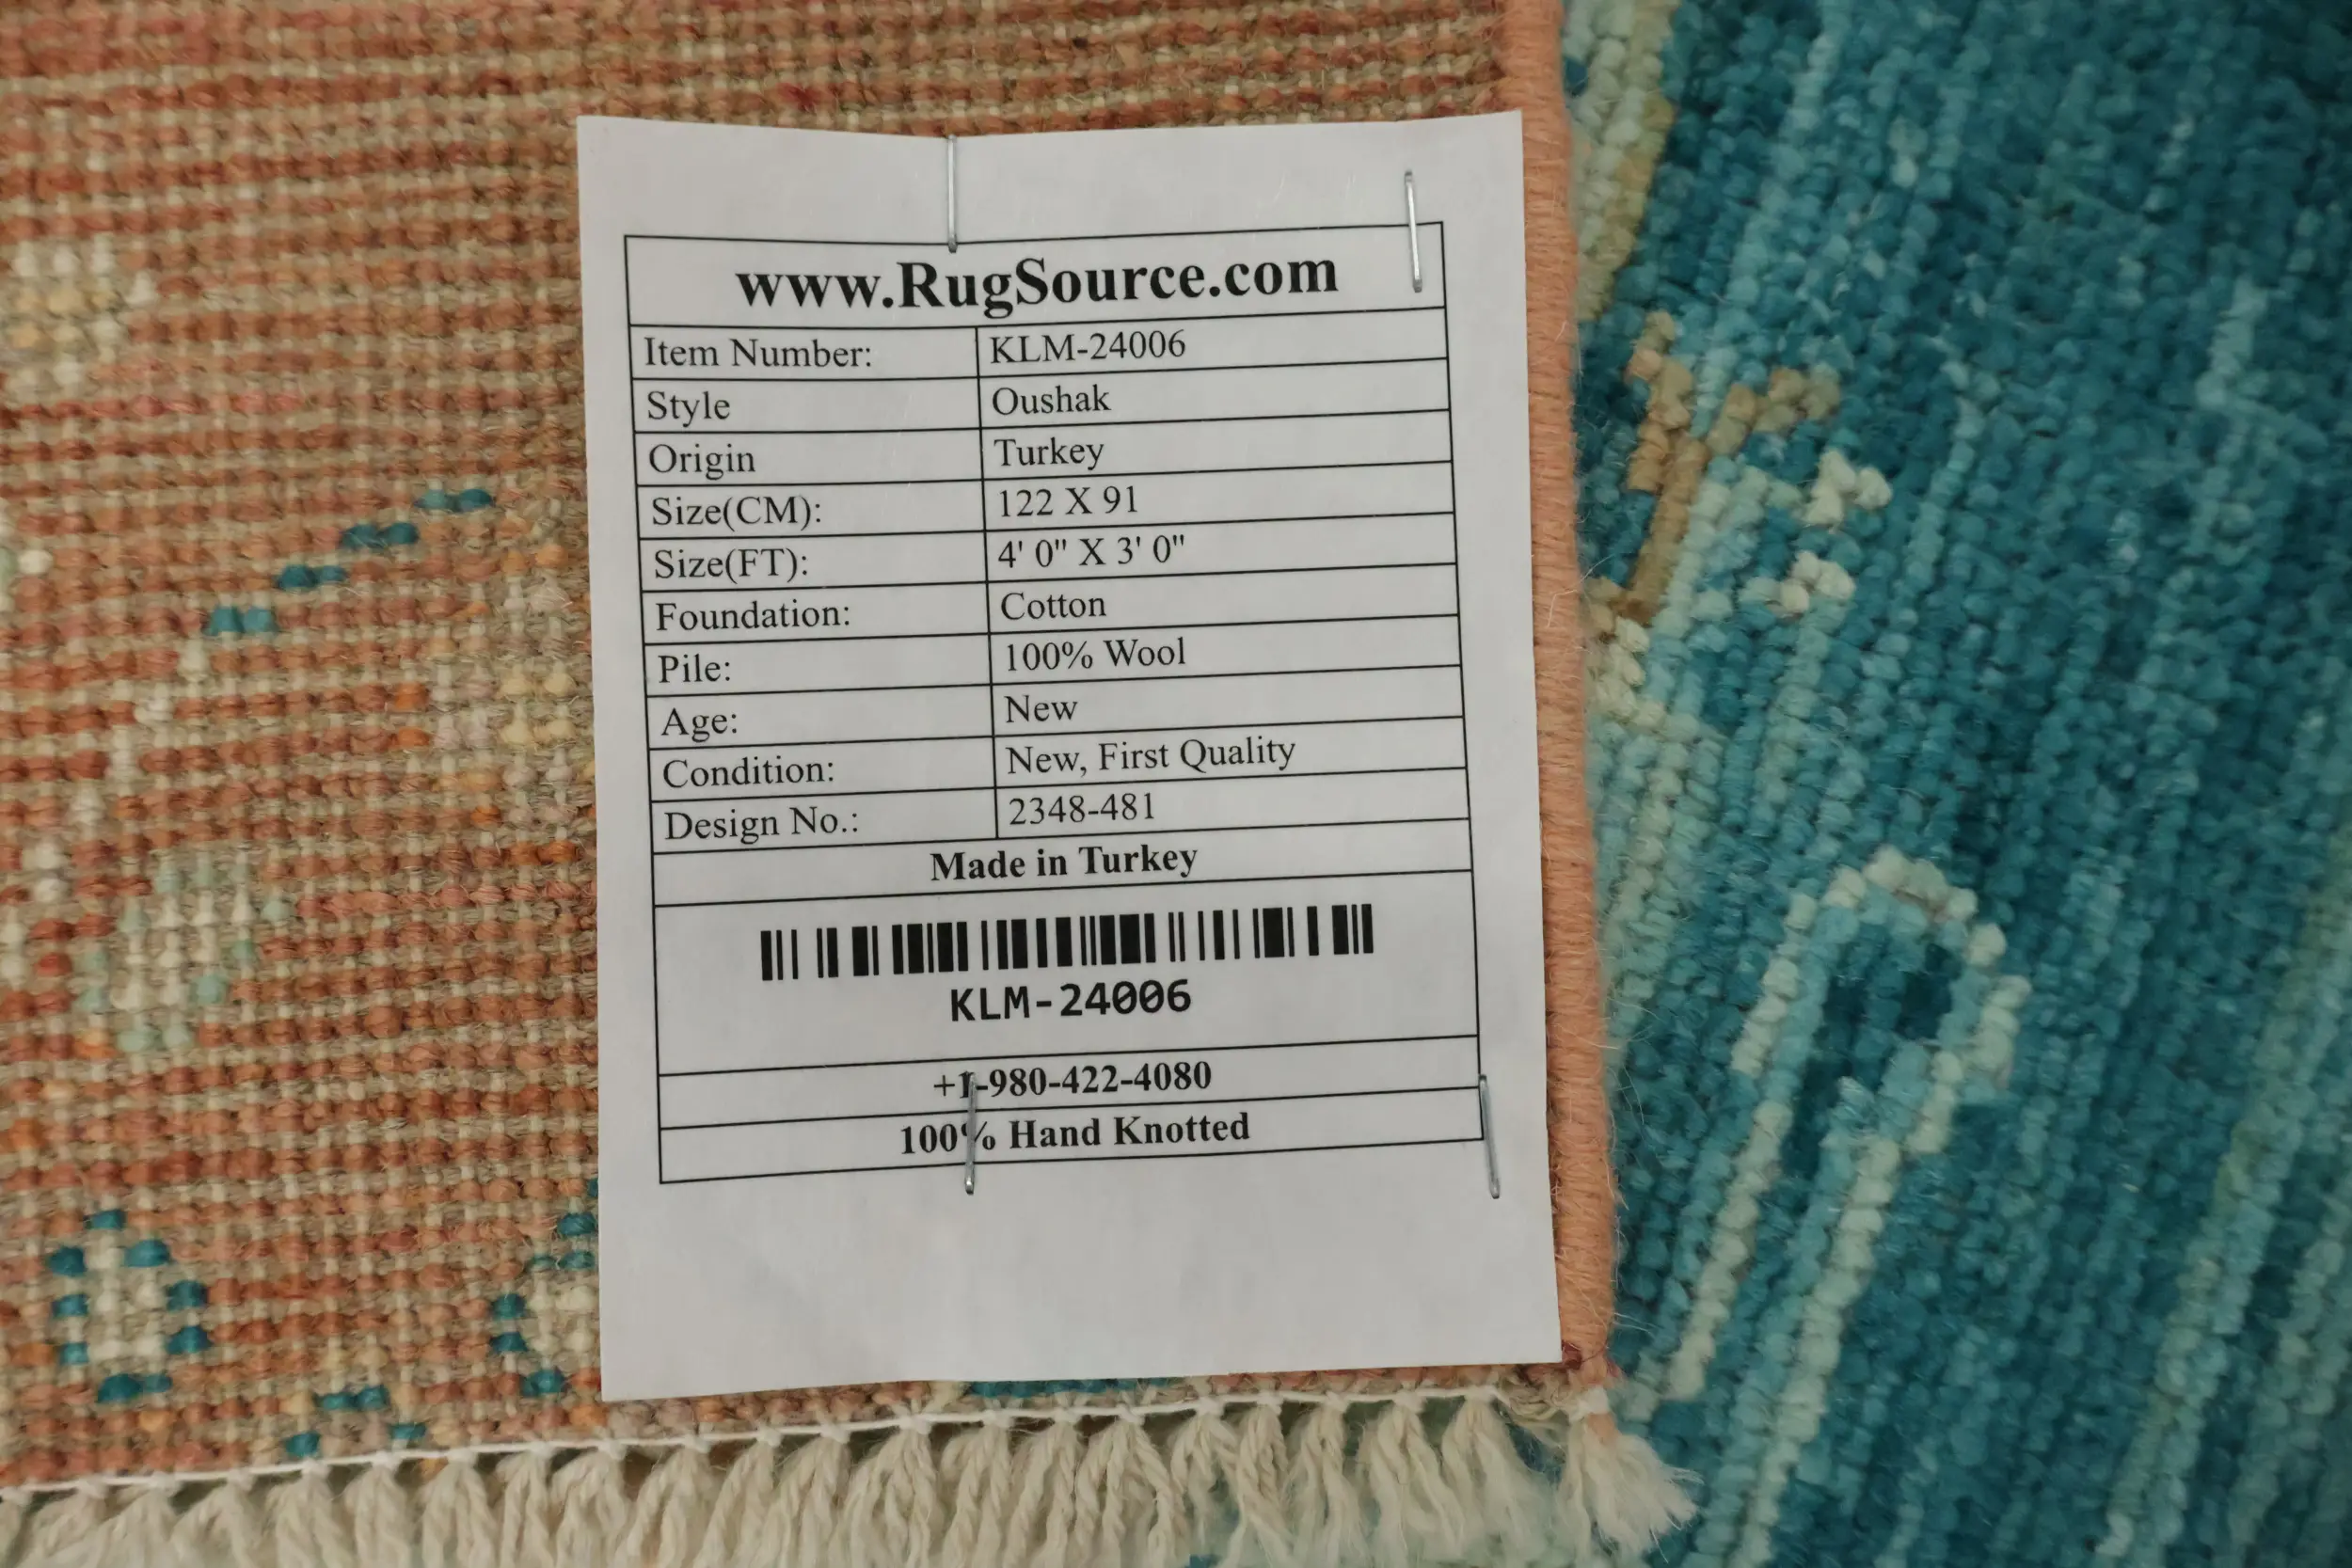 www.RugSource.com
Item Number: KLM-24006
Style Oushak
Origin Turkey
Size(CM): 122 X 91
Size(FT): 4' 0" X 3' 0"
Foundation: Cotton
Pile: 100% Wool
Age: New
Condition: New, First Quality
Design No.: 2348-481
Made in Turkey
KLM-24006
+1-980-422-4080
100% Hand Knotted